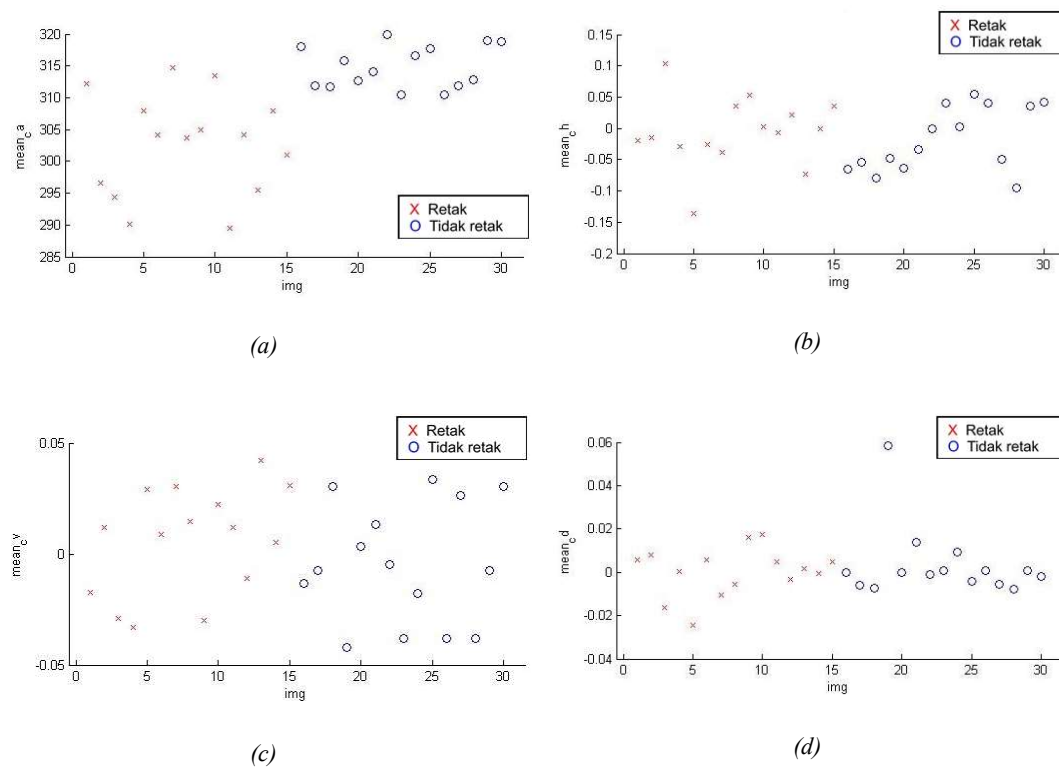 320
315
310
305
300
295
290
285
mean_c a
0 5 10 15 20 25 30
img
X Retak
O Tidak retak
(a)
0.15
0.1
0.05
0
-0.05
-0.1
-0.15
-0.2
mean_c h
0 5 10 15 20 25 30
img
X Retak
O Tidak retak
(b)
0.05
0
-0.05
mean_c v
0 5 10 15 20 25 30
img
X Retak
O Tidak retak
(c)
0.06
0.04
0.02
0
-0.02
-0.04
mean_c d
0 5 10 15 20 25 30
img
X Retak
O Tidak retak
(d)